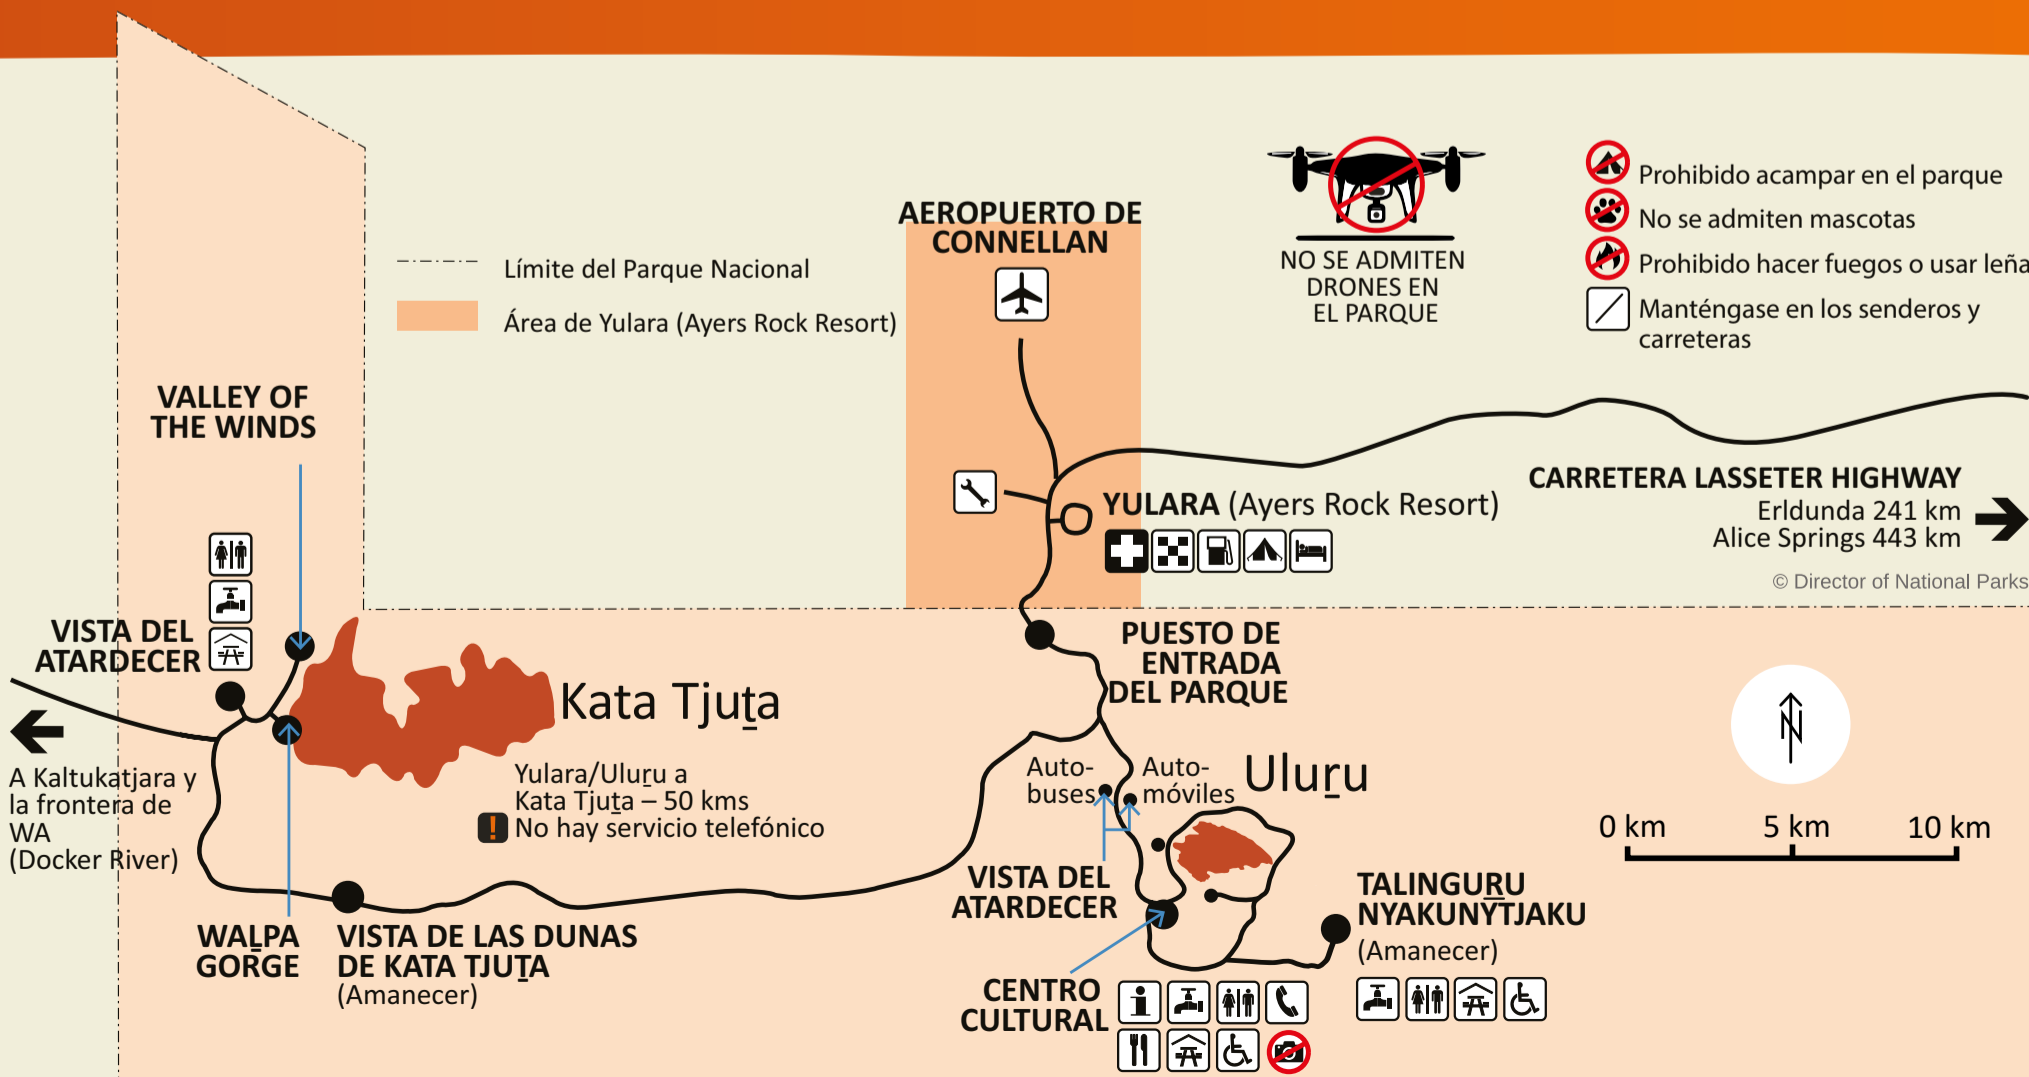 AEROPUERTO DE
CONNELLAN
NO SE ADMITEN
DRONES EN
EL PARQUE
Prohibido acampar en el parque
No se admiten mascotas
Prohibido hacer fuegos o usar leña
Manténgase en los senderos y
carreteras
Límite del Parque Nacional
Área de Yulara (Ayers Rock Resort)
VALLEY OF
THE WINDS
YULARA (Ayers Rock Resort)
CARRETERA LASSETER HIGHWAY
Erldunda 241 km
Alice Springs 443 km
© Director of National Parks
VISTA DEL
ATARDECER
PUESTO DE
ENTRADA
DEL PARQUE
Kata Tjuṯa
N
A Kaltukatjara y
la frontera de
WA
(Docker River)
Yulara/Uluṟu a
Kata Tjuṯa – 50 kms
! No hay servicio telefónico
Auto-
buses
Auto-
móviles
Uluṟu
0 km 5 km 10 km
VISTA DEL
ATARDECER
TALINGURU
NYAKUNYTJAKU
(Amanecer)
WAḺPA
GORGE
VISTA DE LAS DUNAS
DE KATA TJUṮA
(Amanecer)
CENTRO
CULTURAL